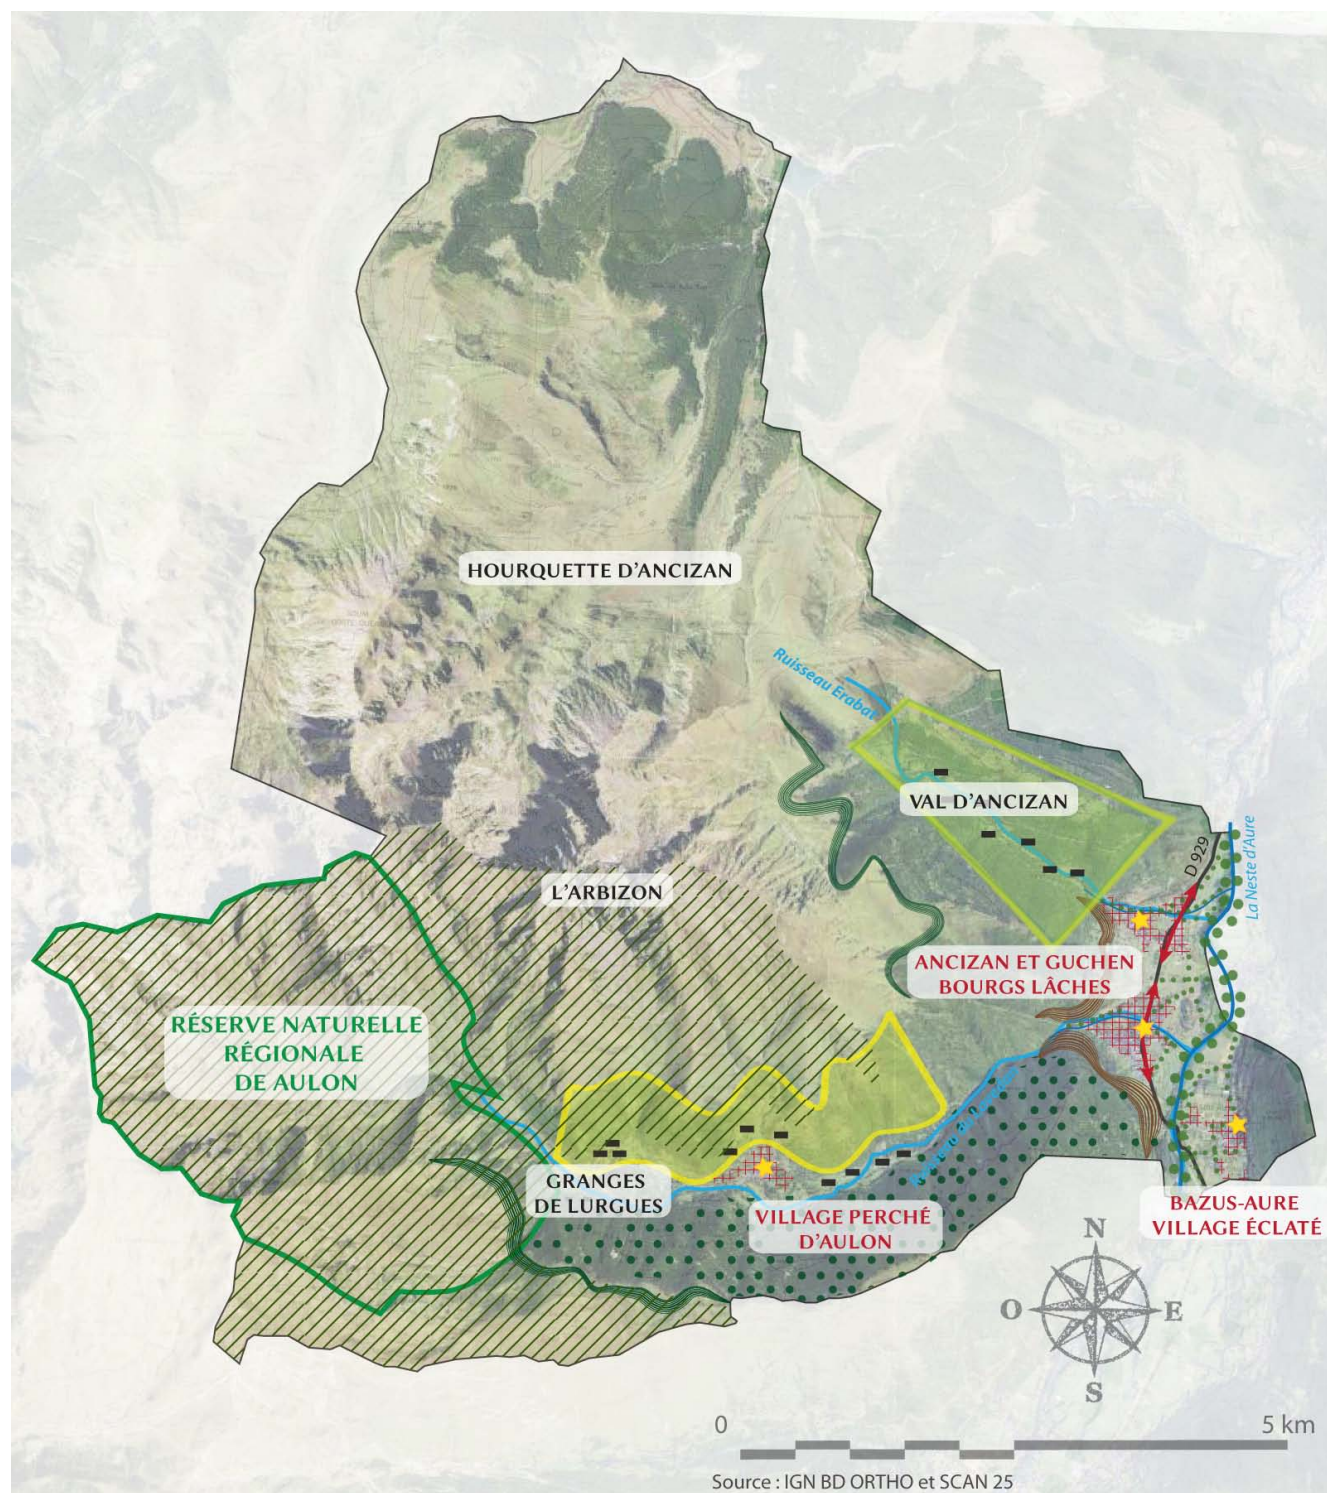 HOURQUETTE D'ANCIZAN
Ruisseau Erabat
VAL D'ANCIZAN
D 929
La Neste d'Aure
L'ARBIZON
ANCIZAN ET GUCHEN
BOURGS LÂCHES
RÉSERVE NATURELLE
RÉGIONALE
DE AULON
GRANGES
DE LURGUES
VILLAGE PERCHÉ
D'AULON
BAZUS-AURE
VILLAGE ÉCLATÉ
N
O
E
S
0
5 km
Source : IGN BD ORTHO et SCAN 25